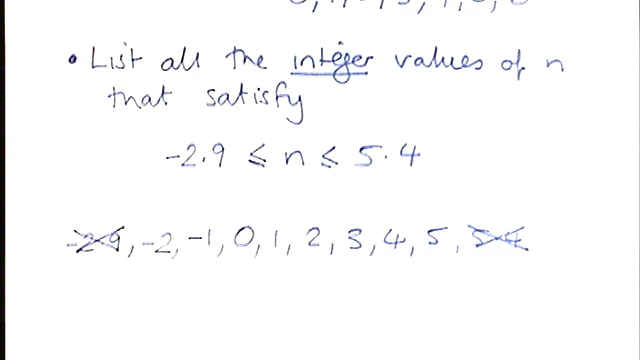 • List all the integer values of n
that satisfy
-2.9 ≤ n ≤ 5.4
-2.9, -2, -1, 0, 1, 2, 3, 4, 5, 5.4